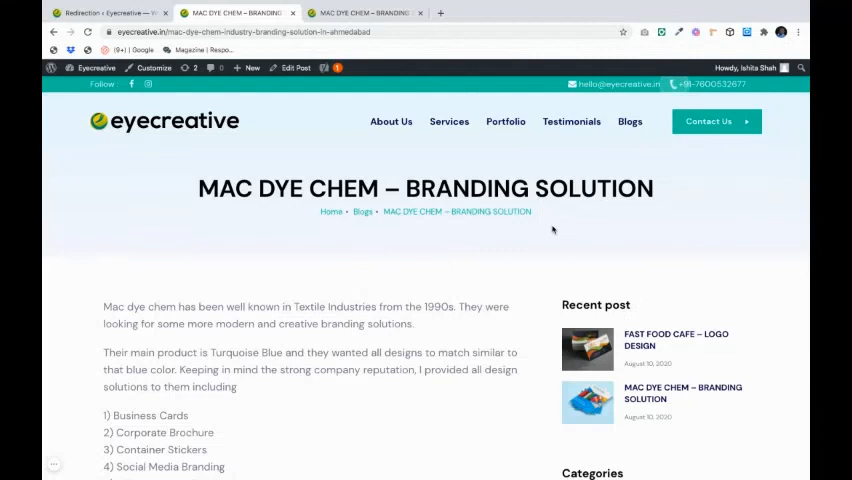 Redirection < Eyecreative — W
MAC DYE CHEM – BRANDING
MAC DYE CHEM – BRANDING S
eyecreative.in/mac-dye-chem-industry-branding-solution-in-ahmedabad
(9+) | Google
Magazine | Respo...
Eyecreative
Customize
2
0
New
Edit Post
1
Howdy, Ishita Shah
Follow :
hello@eyecreative.in
+91-7600532677
eyecreative
About Us
Services
Portfolio
Testimonials
Blogs
Contact Us
MAC DYE CHEM – BRANDING SOLUTION
Home • Blogs • MAC DYE CHEM – BRANDING SOLUTION
Mac dye chem has been well known in Textile Industries from the 1990s. They were
looking for some more modern and creative branding solutions.
Their main product is Turquoise Blue and they wanted all designs to match similar to
that blue color. Keeping in mind the strong company reputation, I provided all design
solutions to them including
1) Business Cards
2) Corporate Brochure
3) Container Stickers
4) Social Media Branding
Recent post
FAST FOOD CAFE – LOGO
DESIGN
August 10, 2020
MAC DYE CHEM – BRANDING
SOLUTION
August 10, 2020
Categories